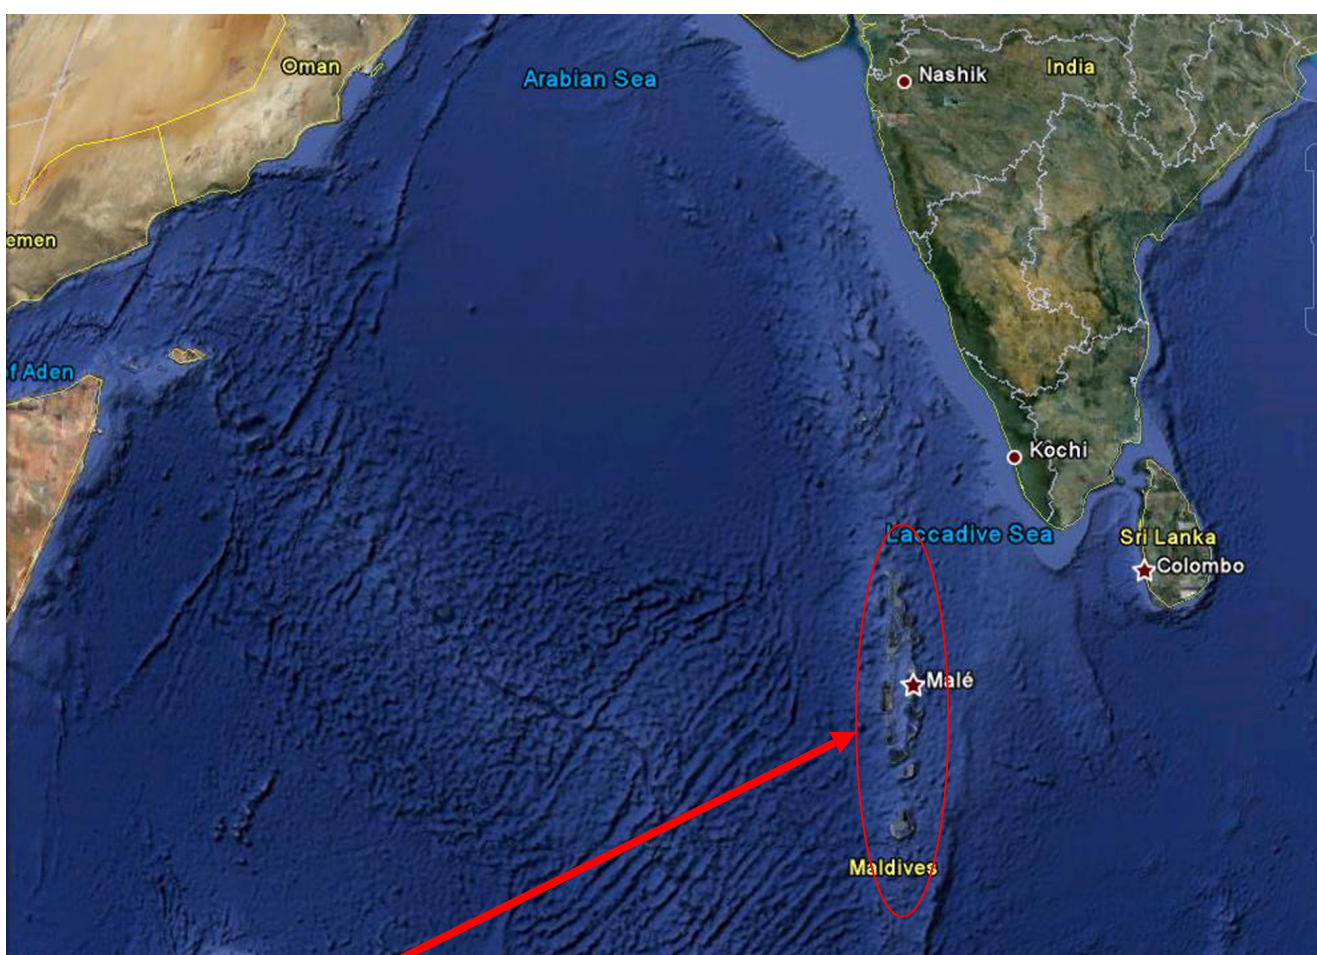 Oman
Arabian Sea
Nashik
India
emen
f Aden
Kochi
Laccadive Sea
Sri Lanka
Colombo
Malé
Maldives